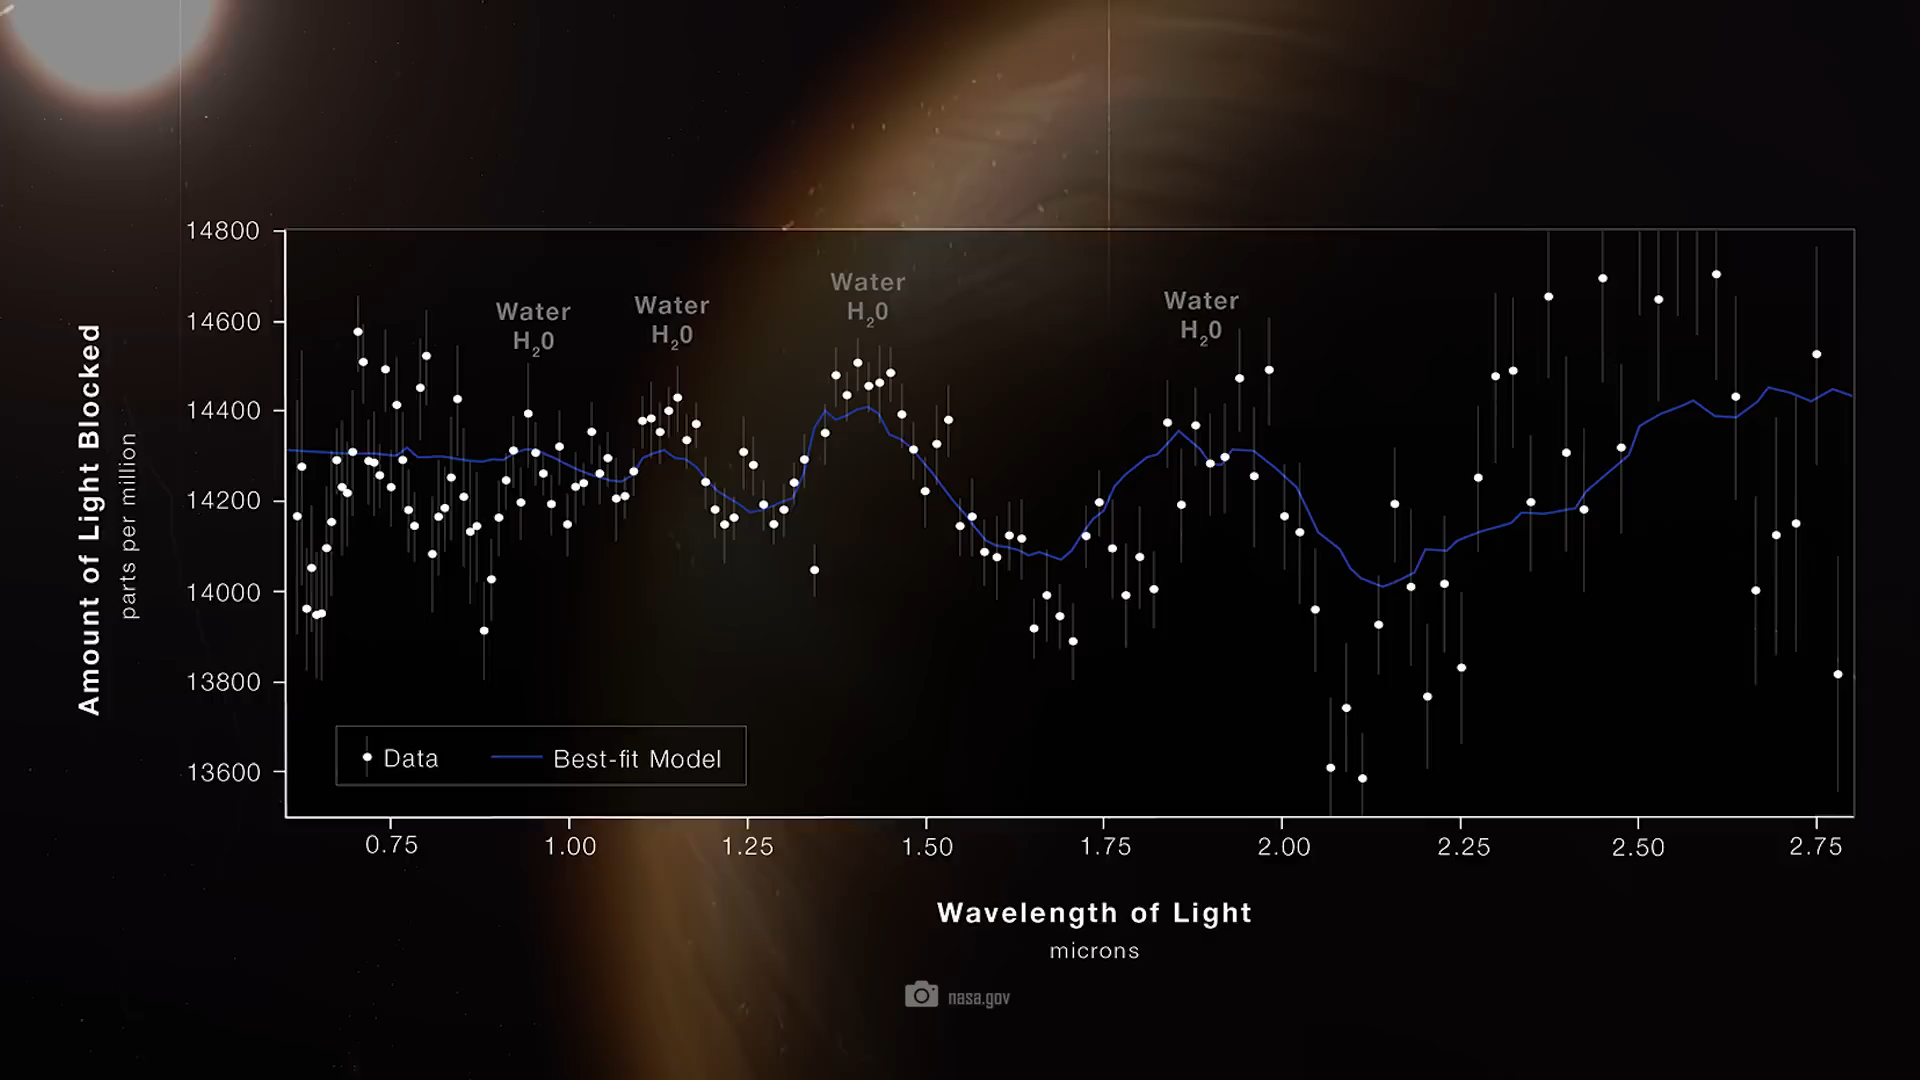 14800
14600
14400
14200
14000
13800
13600
Amount of Light Blocked
parts per million
Water
H₂0
Water
H₂0
Water
H₂0
Water
H₂0
Data
Best-fit Model
0.75
1.00
1.25
1.50
1.75
2.00
2.25
2.50
2.75
Wavelength of Light
microns
nasa.gov